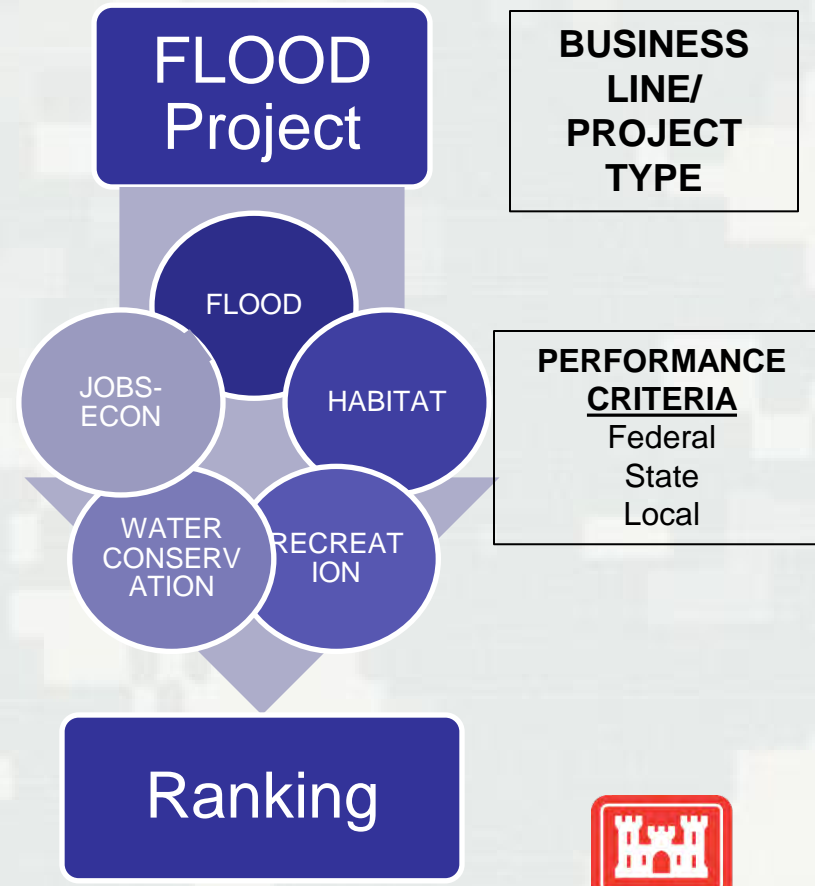 FLOOD
Project
BUSINESS
LINE/
PROJECT
TYPE
FLOOD
JOBS-
ECON
HABITAT
PERFORMANCE
CRITERIA
Federal
State
Local
WATER
CONSERV
ATION
RECREAT
ION
Ranking